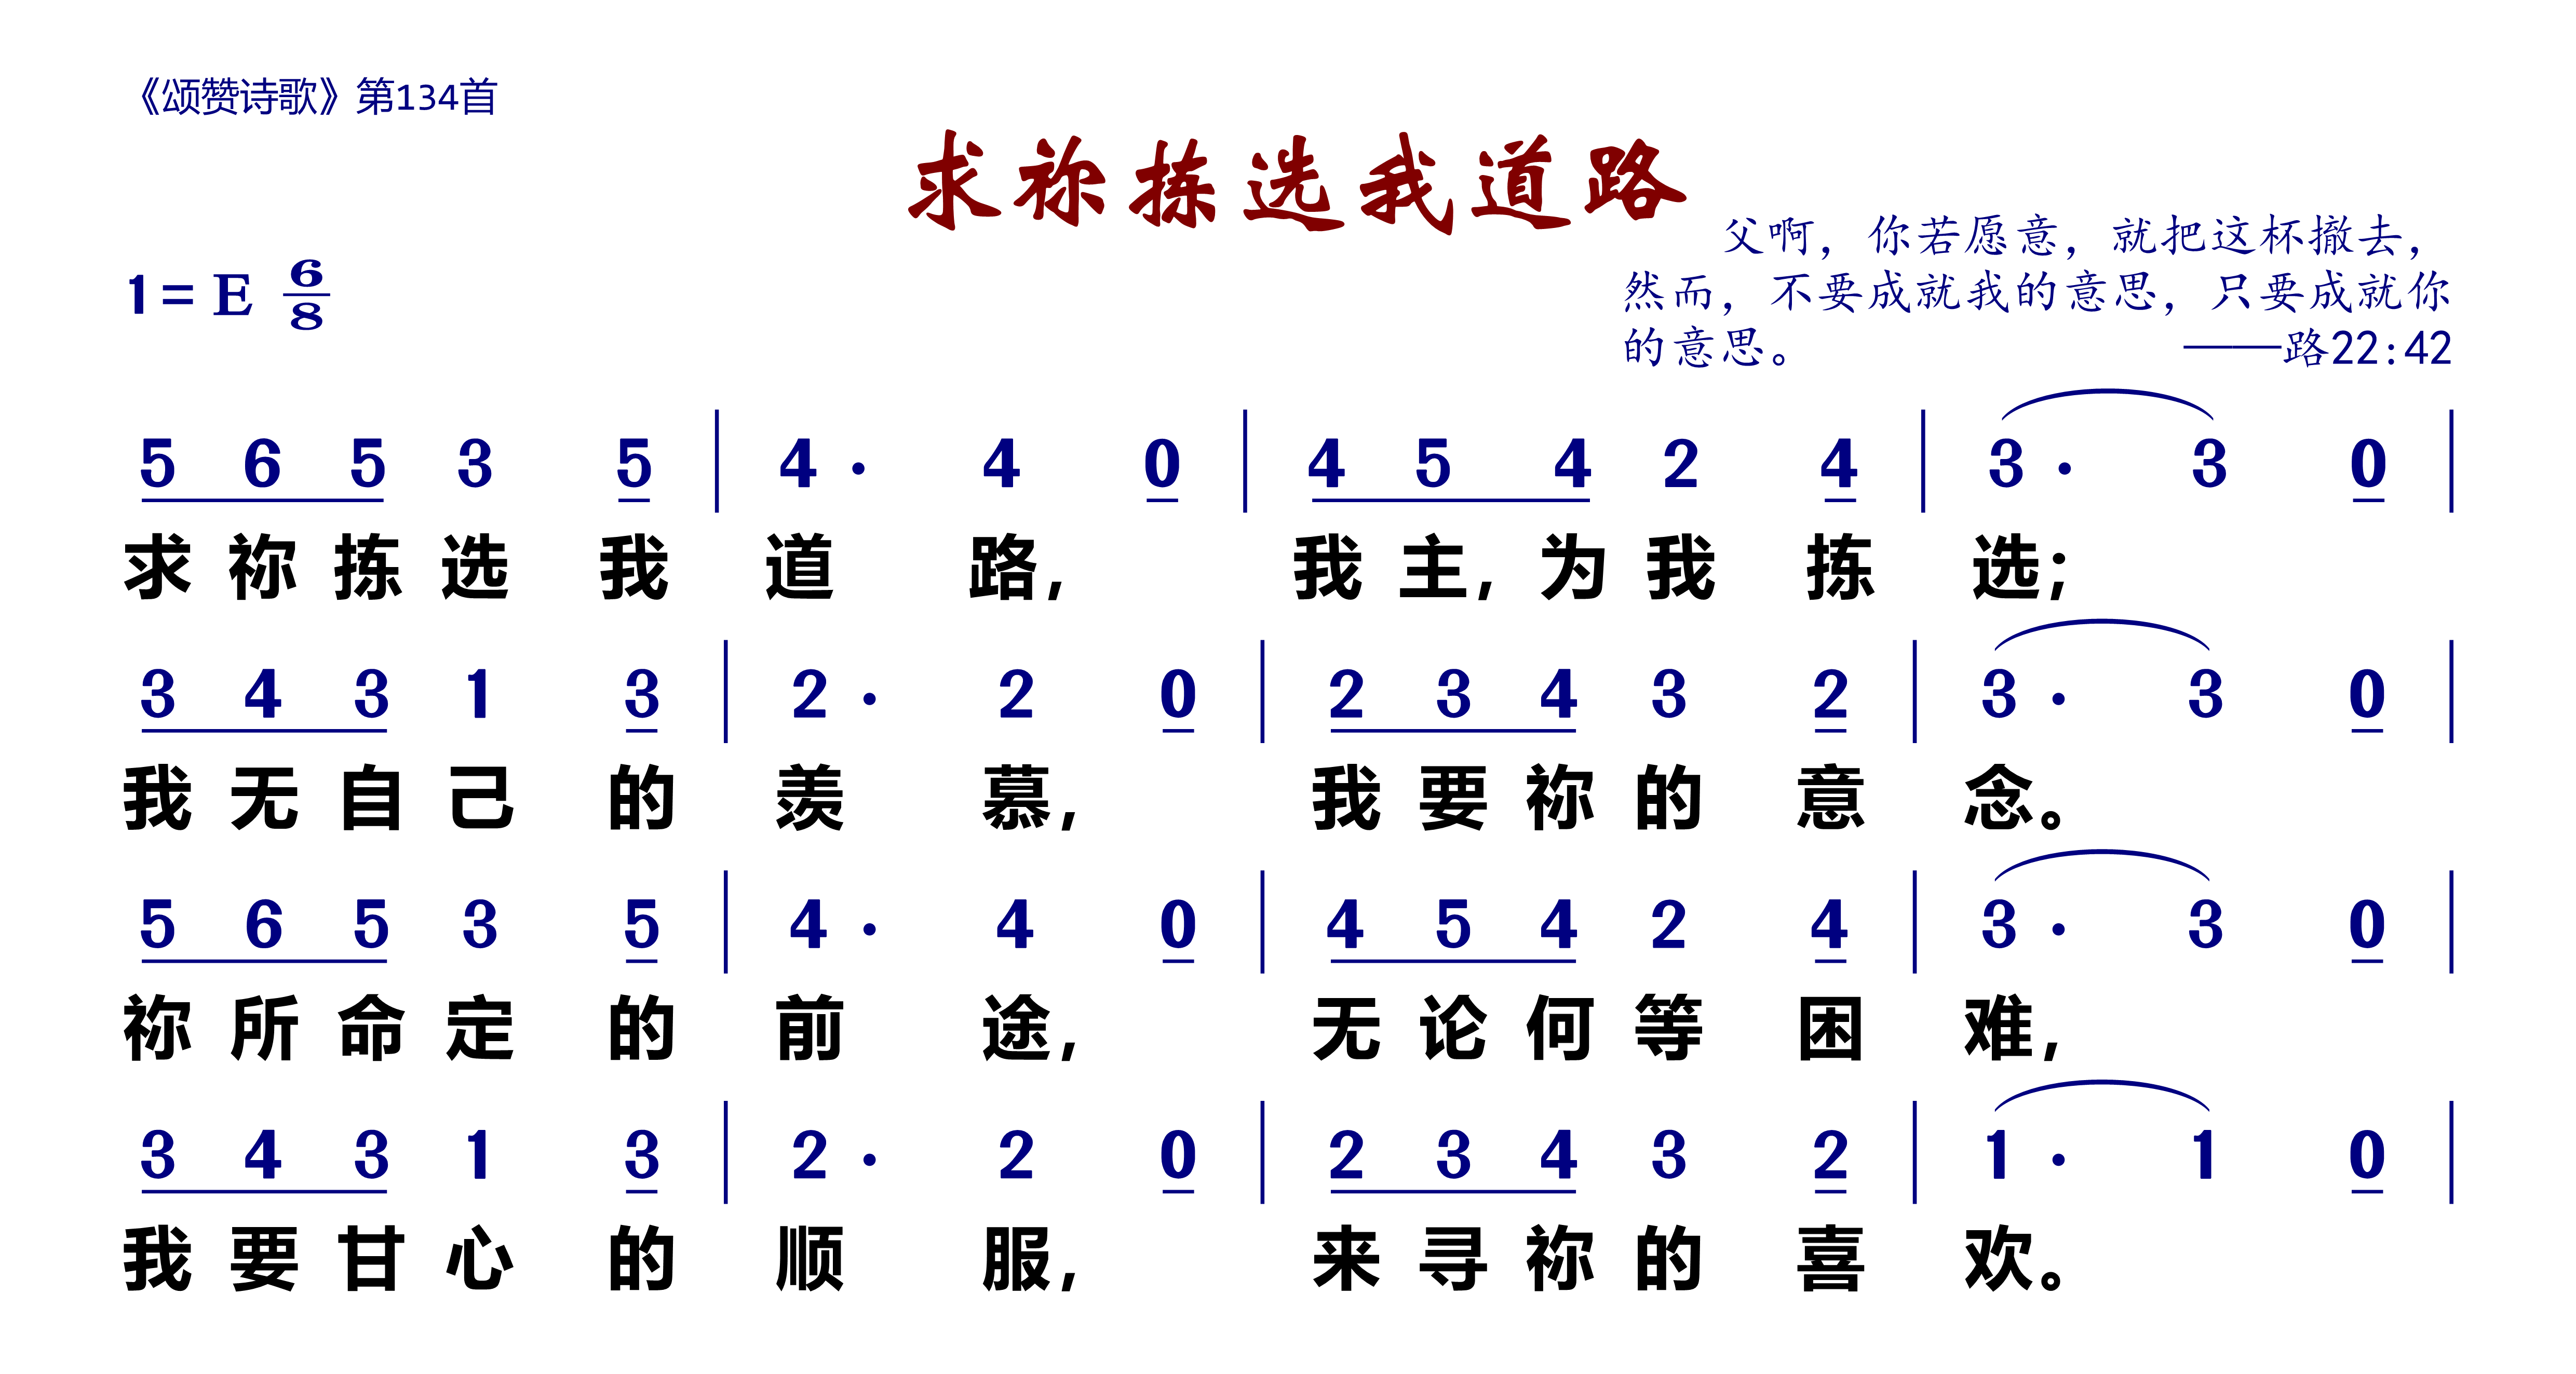 《颂赞诗歌》第134首
求祢拣选我道路
父啊，你若愿意，就把这杯撤去，
然而，不要成就我的意思，只要成就你
的意思。 ——路22:42
1= E 6/8
5 6 5 3 5 | 4 · 4 0 | 4 5 4 2 4 | 3 · 3 0 |
求祢拣选我道路，我主，为我拣选；
3 4 3 1 3 | 2 · 2 0 | 2 3 4 3 2 | 3 · 3 0 |
我无自己的羡慕，我要祢的意念。
5 6 5 3 5 | 4 · 4 0 | 4 5 4 2 4 | 3 · 3 0 |
祢所命定的前途，无论何等困难，
3 4 3 1 3 | 2 · 2 0 | 2 3 4 3 2 | 1 · 1 0 |
我要甘心的顺服，来寻祢的喜欢。